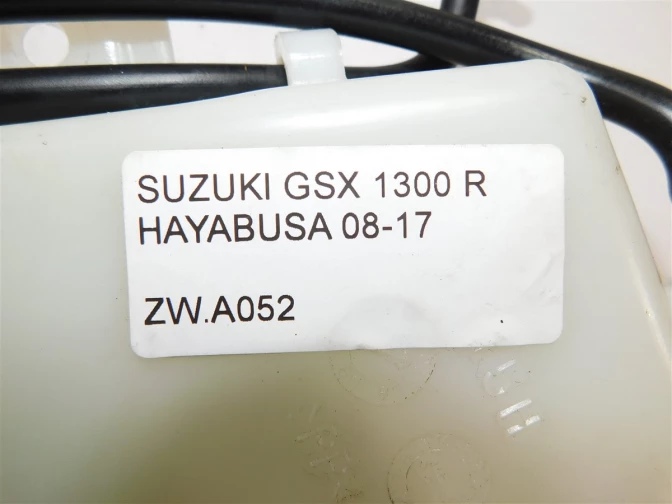 SUZUKI GSX 1300 R
HAYABUSA 08-17
ZW.A052